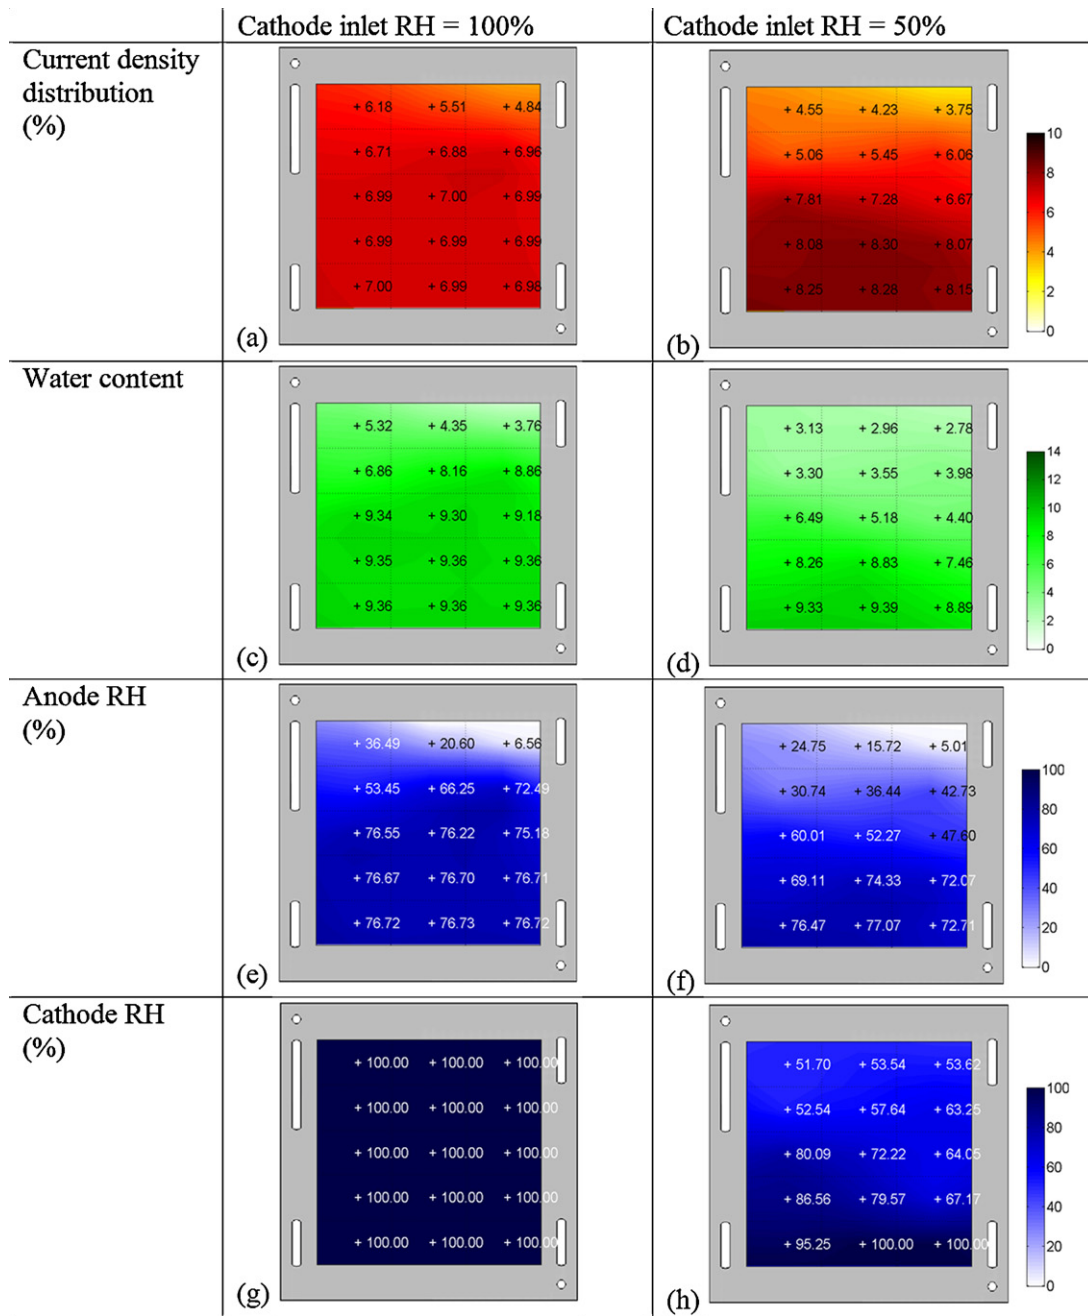 Cathode inlet RH = 100% Cathode inlet RH = 50%
Current density
distribution
(%)
+ 6.18 + 5.51 + 4.84
+ 6.71 + 6.88 + 6.96
+ 6.99 + 7.00 + 6.99
+ 6.99 + 6.99 + 6.99
+ 7.00 + 6.99 + 6.98
(a)
+ 4.55 + 4.23 + 3.75
+ 5.06 + 5.45 + 6.06
+ 7.81 + 7.28 + 6.67
+ 8.08 + 8.30 + 8.07
+ 8.25 + 8.28 + 8.15
(b)
10
8
6
4
2
0
Water content
+ 5.32 + 4.35 + 3.76
+ 6.86 + 8.16 + 8.86
+ 9.34 + 9.30 + 9.18
+ 9.35 + 9.36 + 9.36
+ 9.36 + 9.36 + 9.36
(c)
+ 3.13 + 2.96 + 2.78
+ 3.30 + 3.55 + 3.98
+ 6.49 + 5.18 + 4.40
+ 8.26 + 8.83 + 7.46
+ 9.33 + 9.39 + 8.89
(d)
14
12
10
8
6
4
2
0
Anode RH
(%)
+ 36.49 + 20.60 + 6.56
+ 53.45 + 66.25 + 72.49
+ 76.55 + 76.22 + 75.18
+ 76.67 + 76.70 + 76.71
+ 76.72 + 76.73 + 76.72
(e)
+ 24.75 + 15.72 + 5.01
+ 30.74 + 36.44 + 42.73
+ 60.01 + 52.27 + 47.60
+ 69.11 + 74.33 + 72.07
+ 76.47 + 77.07 + 72.71
(f)
100
80
60
40
20
0
Cathode RH
(%)
+ 100.00 + 100.00 + 100.00
+ 100.00 + 100.00 + 100.00
+ 100.00 + 100.00 + 100.00
+ 100.00 + 100.00 + 100.00
+ 100.00 + 100.00 + 100.00
(g)
+ 51.70 + 53.54 + 53.62
+ 52.54 + 57.64 + 63.25
+ 80.09 + 72.22 + 64.05
+ 86.56 + 79.57 + 67.17
+ 95.25 + 100.00 + 100.00
(h)
100
80
60
40
20
0